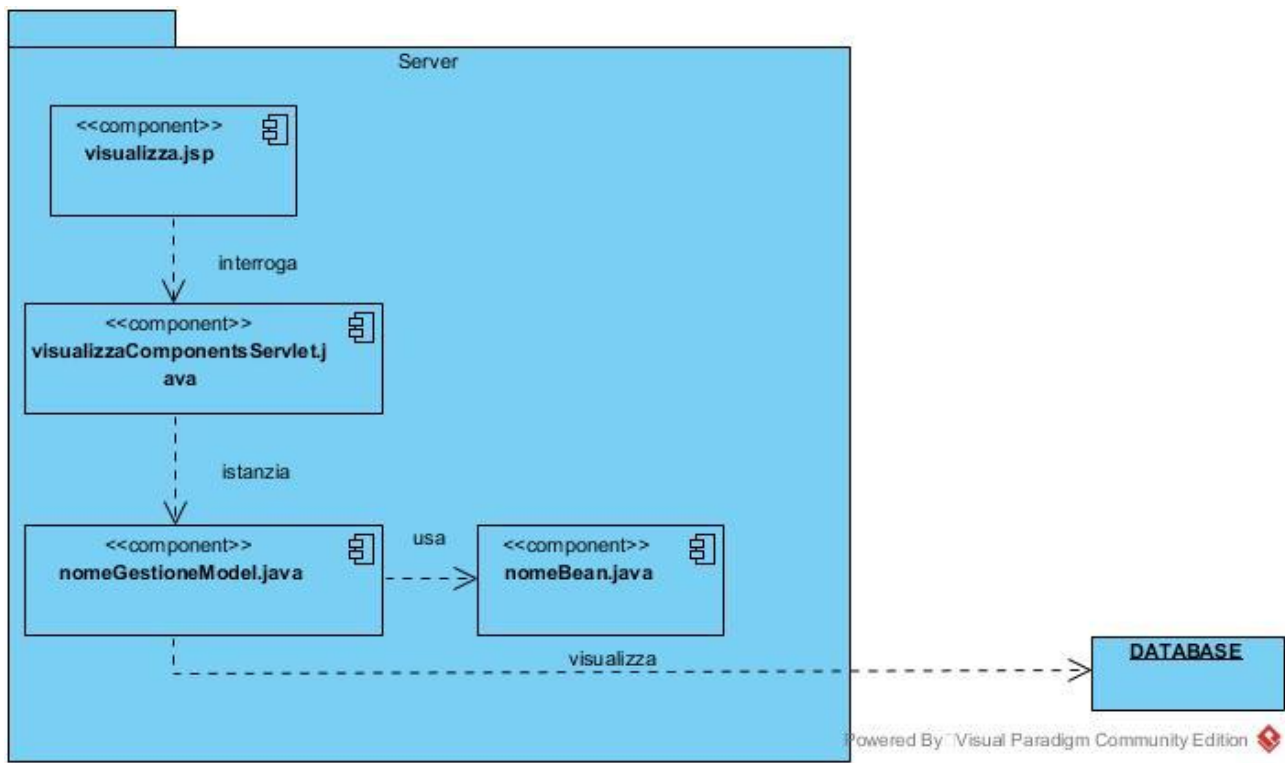 Server
<<component>>
visualizza.jsp
interroga
<<component>>
visualizzaComponentsServlet.j
ava
istanzia
<<component>>
nomeGestioneModel.java
usa
<<component>>
nomeBean.java
visualizza
DATABASE
Powered By Visual Paradigm Community Edition